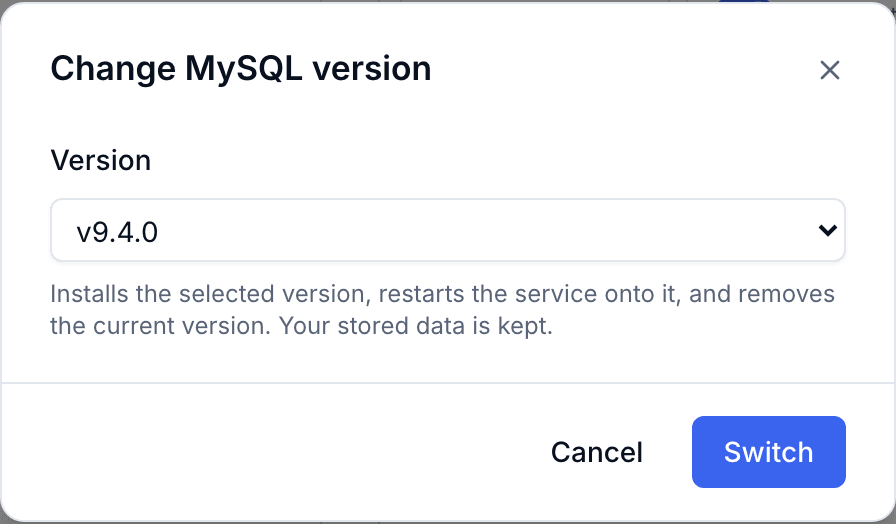 Change MySQL version
Version
v9.4.0
Installs the selected version, restarts the service onto it, and removes
the current version. Your stored data is kept.
Cancel
Switch